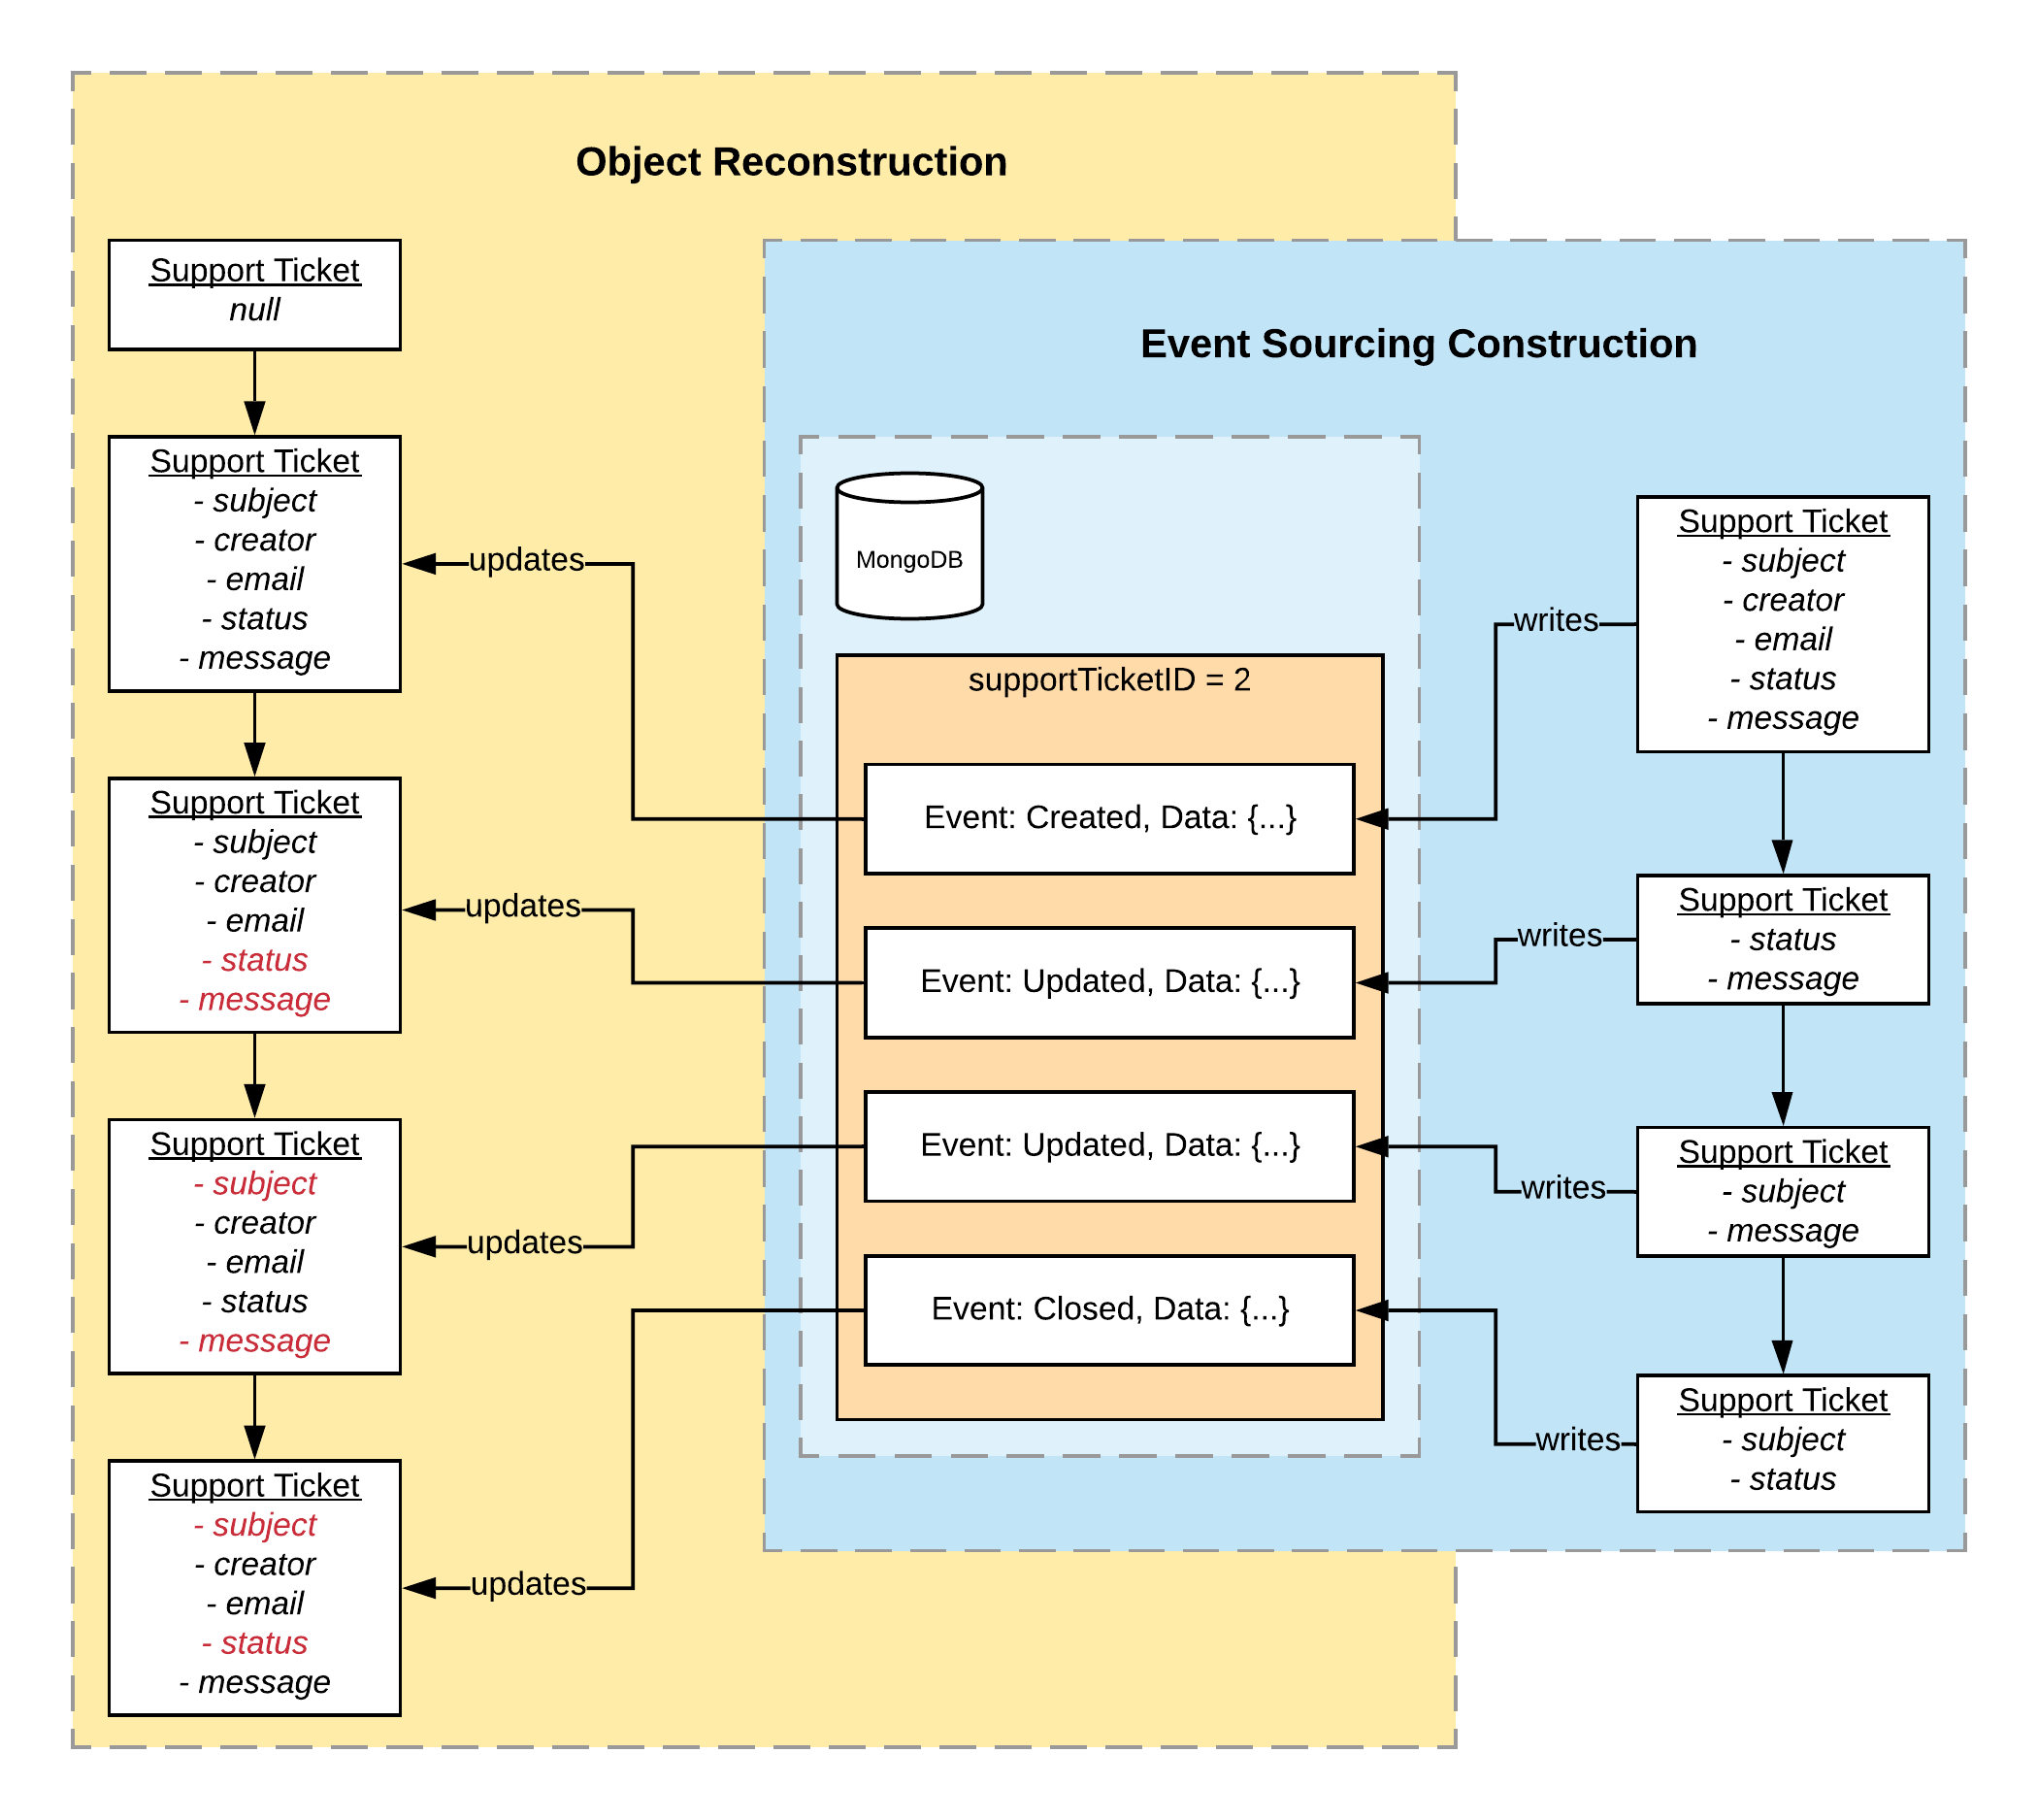 Object Reconstruction
Support Ticket
null
Support Ticket
- subject
- creator
- email
- status
- message
Support Ticket
- subject
- creator
- email
- status
- message
Support Ticket
- subject
- creator
- email
- status
- message
Support Ticket
- subject
- creator
- email
- status
- message
updates
updates
updates
updates
Event Sourcing Construction
MongoDB
supportTicketID = 2
Event: Created, Data: {...}
Event: Updated, Data: {...}
Event: Updated, Data: {...}
Event: Closed, Data: {...}
writes
writes
writes
writes
Support Ticket
- subject
- creator
- email
- status
- message
Support Ticket
- status
- message
Support Ticket
- subject
- message
Support Ticket
- subject
- status